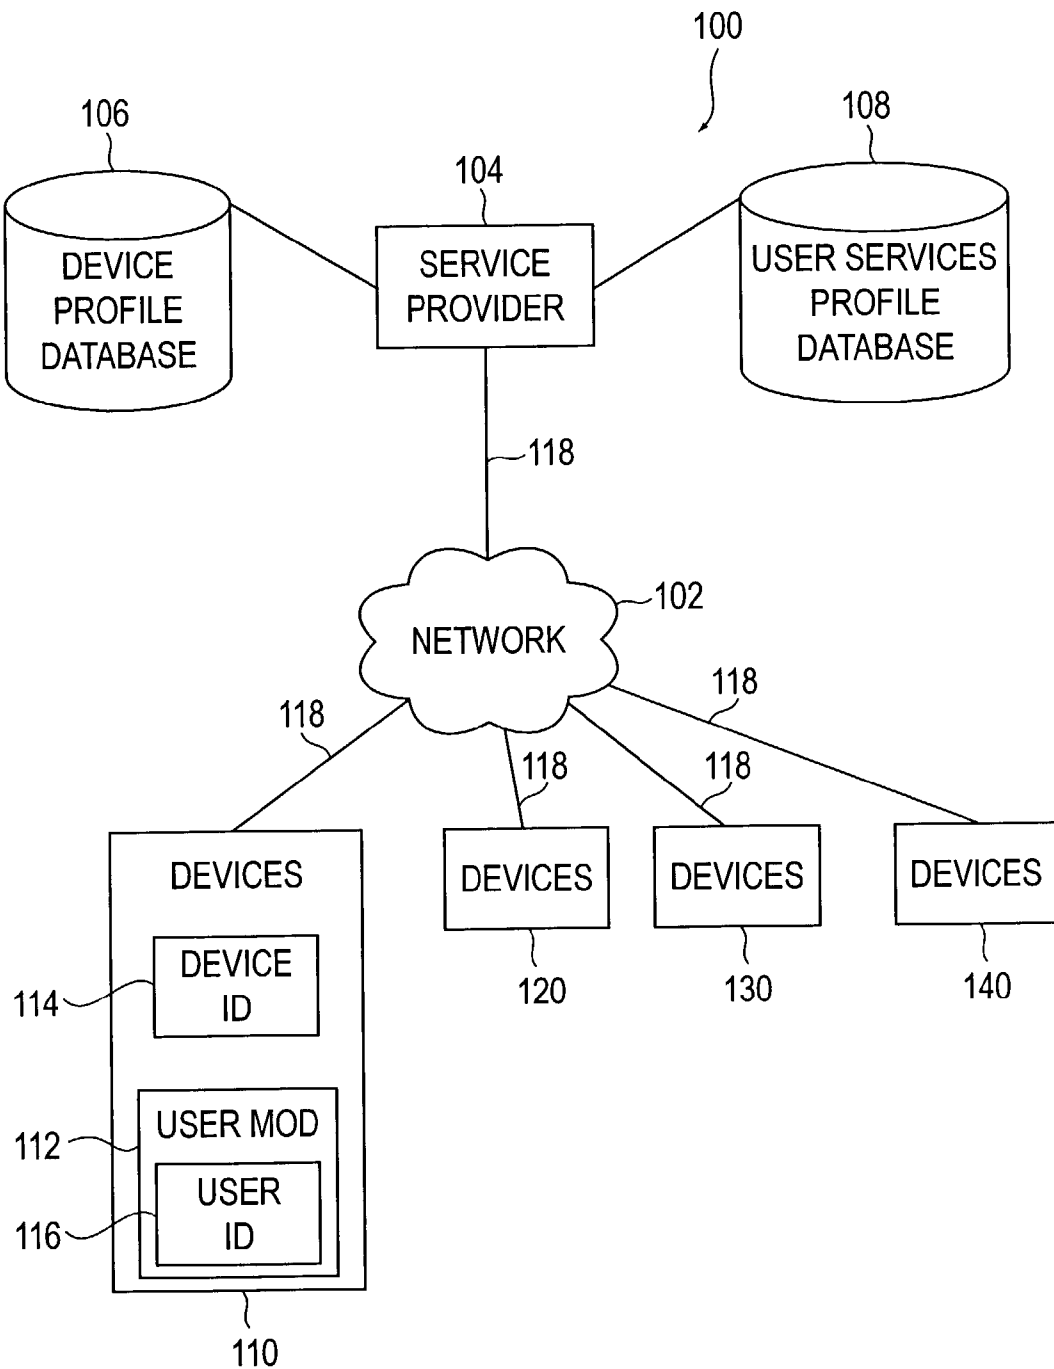 100
106
108
104
DEVICE
PROFILE
DATABASE
SERVICE
PROVIDER
USER SERVICES
PROFILE
DATABASE
118
102
NETWORK
118
118
118
118
DEVICES
DEVICES
DEVICES
DEVICES
DEVICE
ID
114
120
130
140
USER MOD
112
USER
ID
116
110